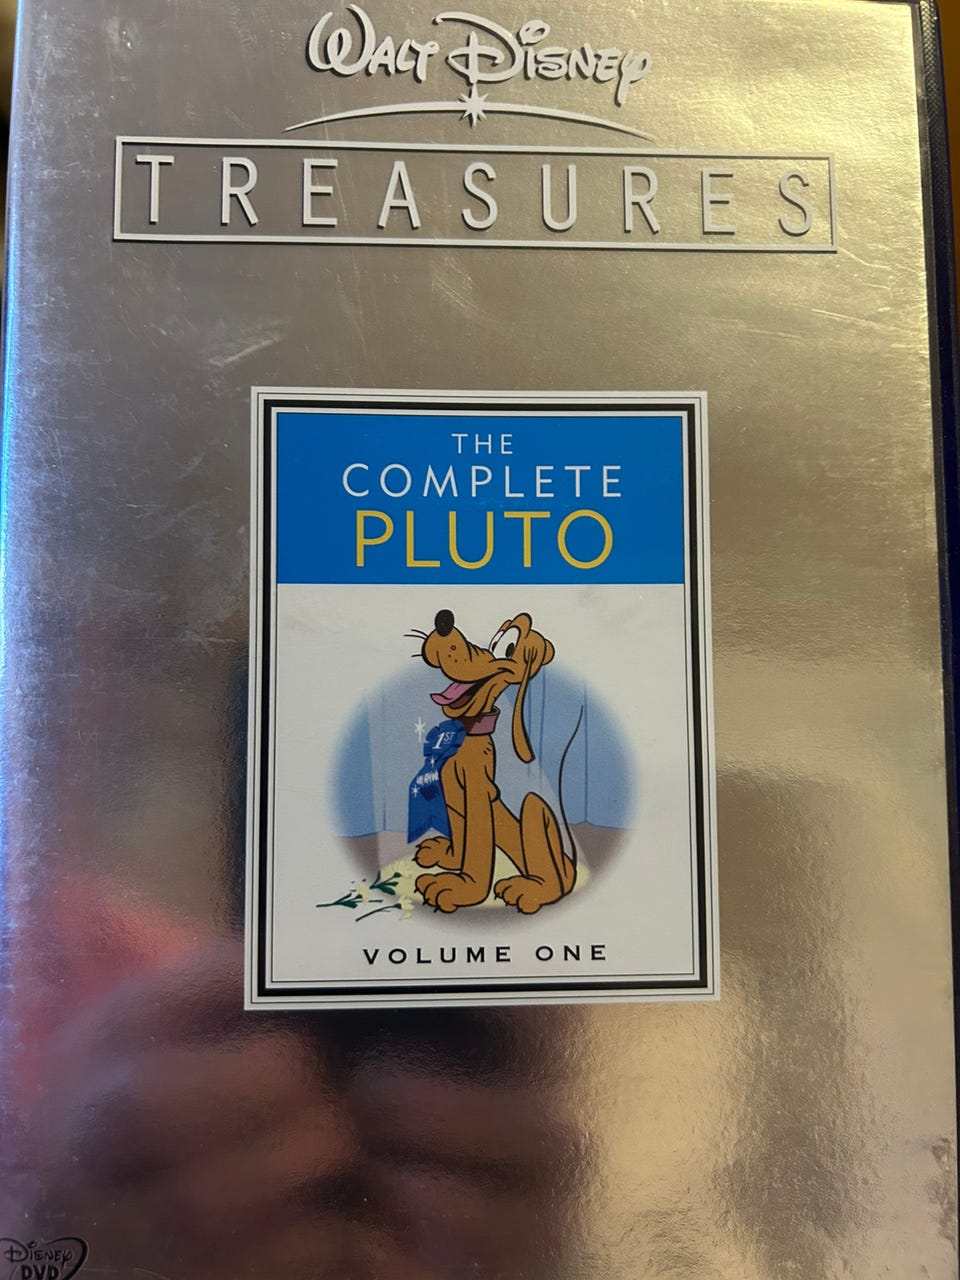 WALT DISNEY
TREASURES
THE
COMPLETE
PLUTO
1ST
VOLUME ONE
DISNEY
DVD